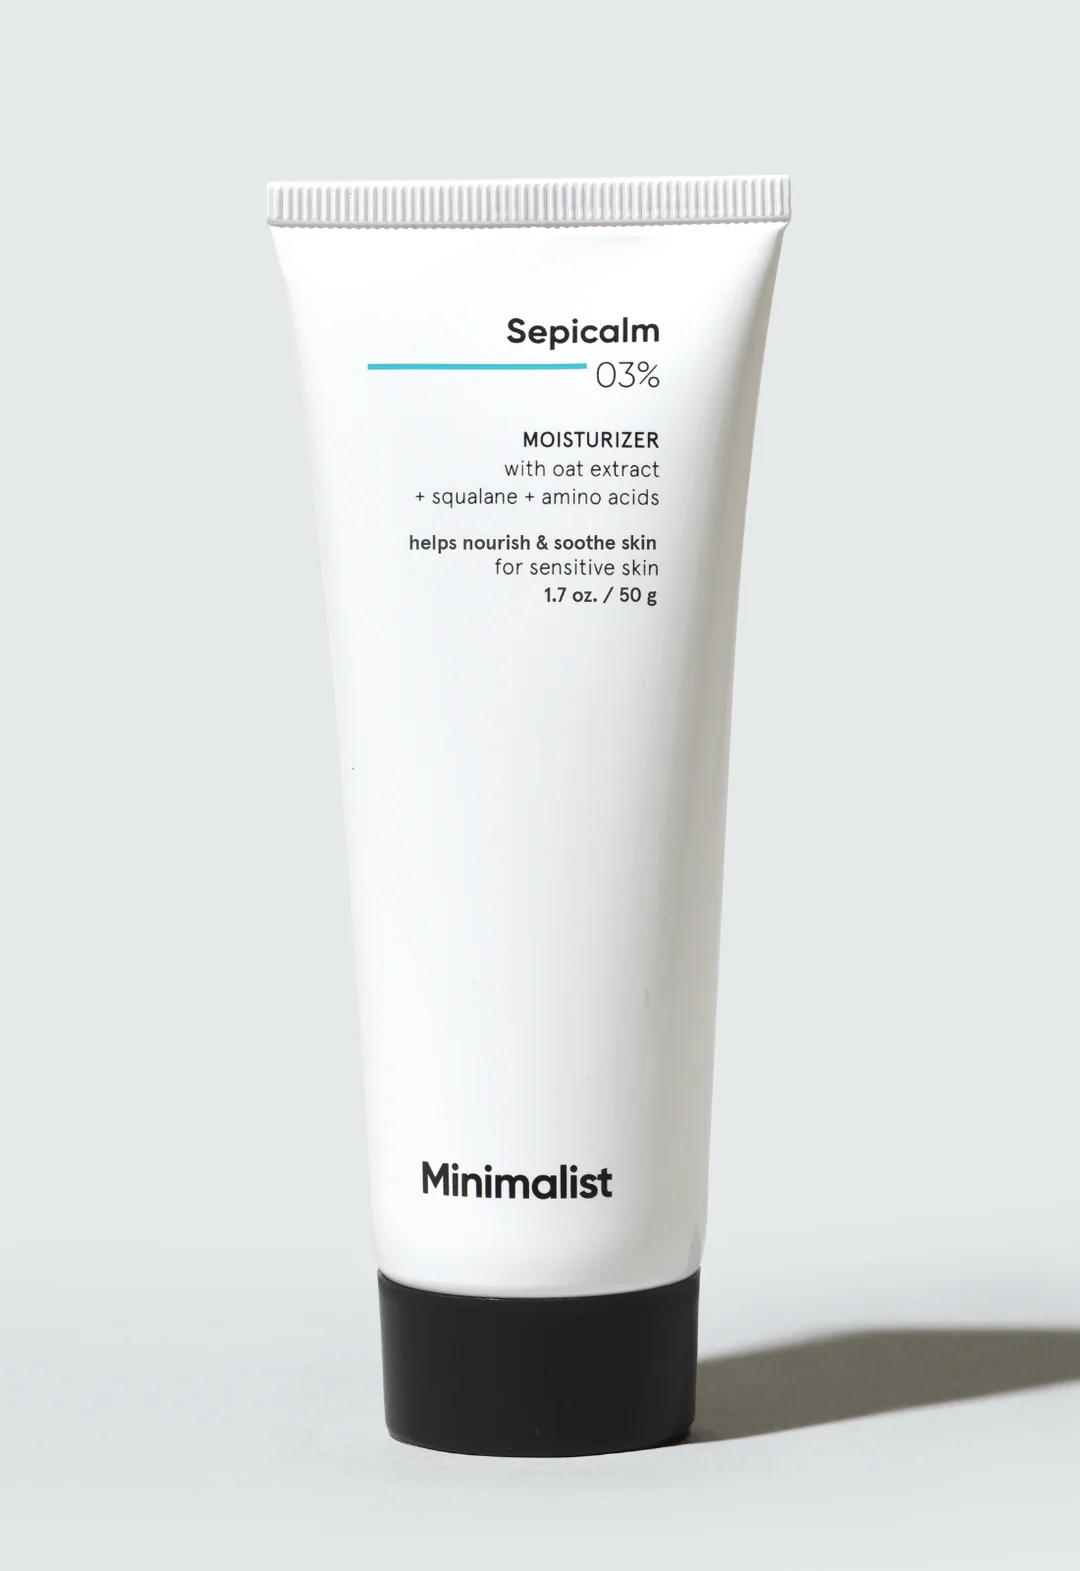 Sepicalm
03%
MOISTURIZER
with oat extract
+ squalane + amino acids
helps nourish & soothe skin
for sensitive skin
1.7 oz. / 50 g
Minimalist